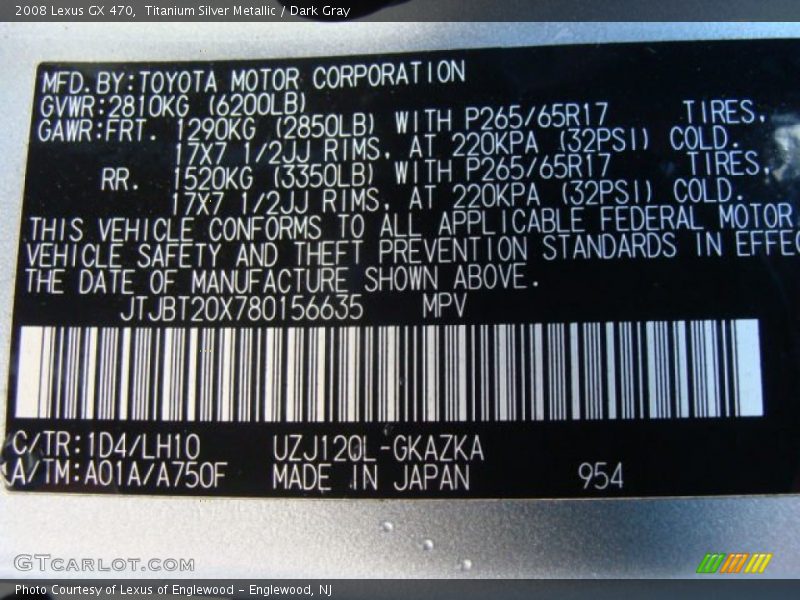 2008 Lexus GX 470, Titanium Silver Metallic / Dark Gray
MFD.BY:TOYOTA MOTOR CORPORATION
GVWR:2810KG (6200LB)
GAWR:FRT. 1290KG (2850LB) WITH P265/65R17 TIRES,
17X7 1/2JJ RIMS, AT 220KPA (32PSI) COLD.
RR. 1520KG (3350LB) WITH P265/65R17 TIRES,
17X7 1/2JJ RIMS, AT 220KPA (32PSI) COLD.
THIS VEHICLE CONFORMS TO ALL APPLICABLE FEDERAL MOTOR
VEHICLE SAFETY AND THEFT PREVENTION STANDARDS IN EFFEC
THE DATE OF MANUFACTURE SHOWN ABOVE.
JTJBT20X780156635 MPV
C/TR:1D4/LH10 UZJ120L-GKAZKA
A/TM:A01A/A750F MADE IN JAPAN 954
GTCARLOT.COM
Photo Courtesy of Lexus of Englewood - Englewood, NJ